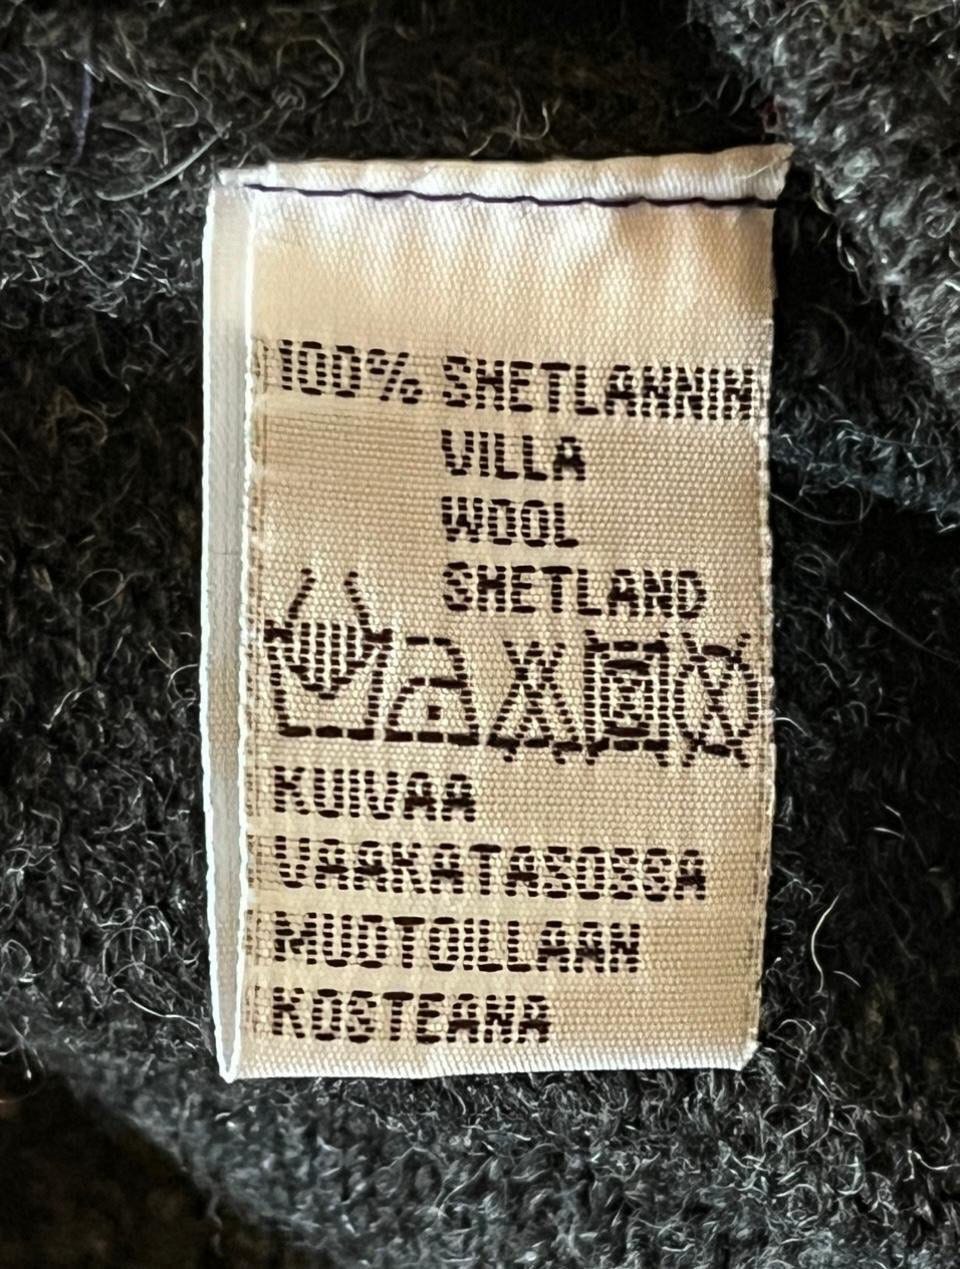 100% SHETLANNIN
VILLA
WOOL
SHETLAND
KUIVAA
VAAKATASOSSA
MUOTOILLAAN
KOSTEANA